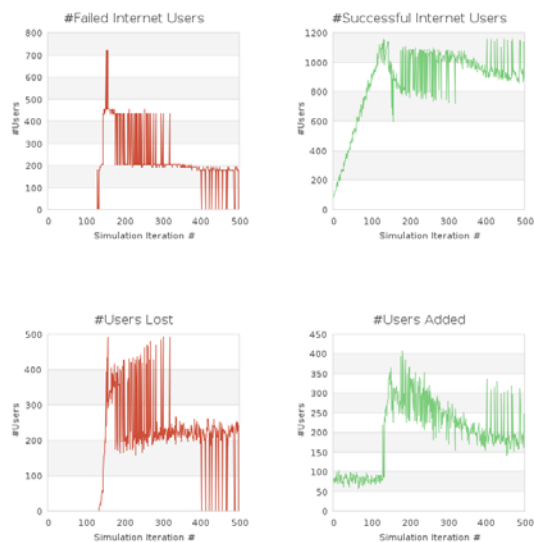 #Failed Internet Users
#Successful Internet Users
800
700
600
500
400
300
200
100
0
#Users
0 100 200 300 400 500
Simulation Iteration #
1200
1000
800
600
400
200
0
#Users
0 100 200 300 400 500
Simulation Iteration #
#Users Lost
#Users Added
500
400
300
200
100
0
#Users
0 100 200 300 400 500
Simulation Iteration #
450
400
350
300
250
200
150
100
50
0
#Users
0 100 200 300 400 500
Simulation Iteration #